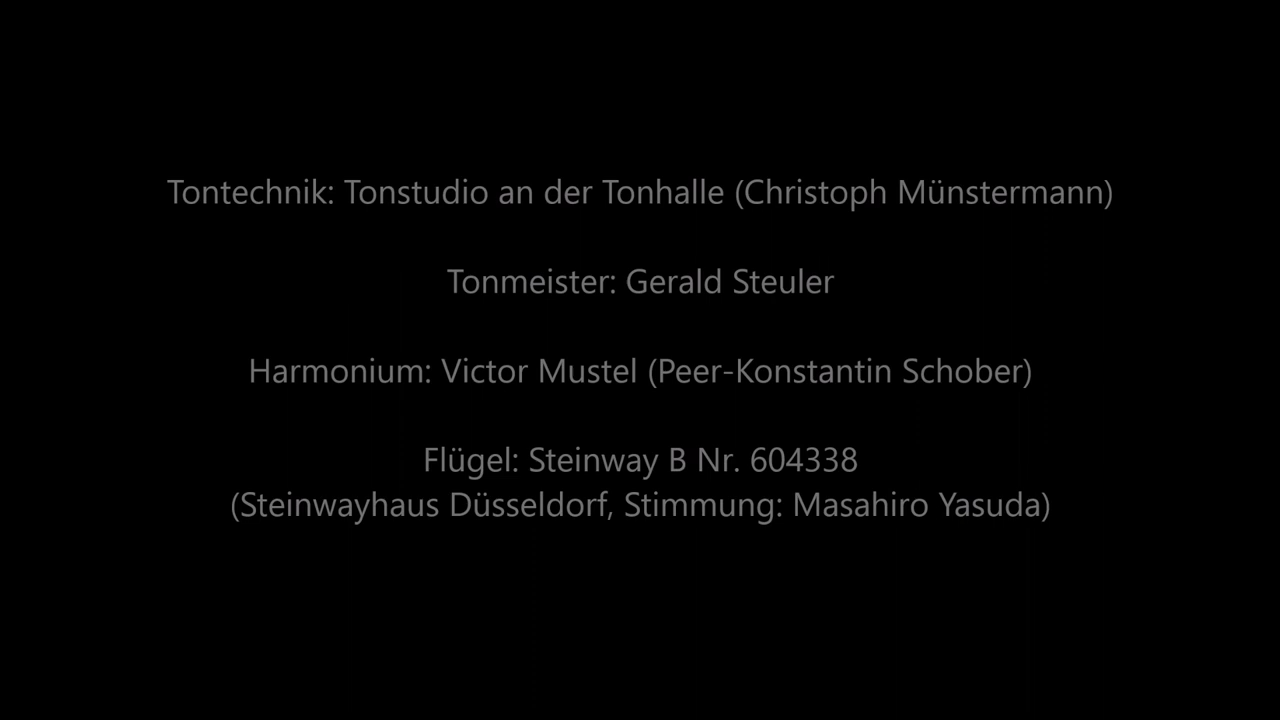 Tontechnik: Tonstudio an der Tonhalle (Christoph Münstermann)
Tonmeister: Gerald Steuler
Harmonium: Victor Mustel (Peer-Konstantin Schober)
Flügel: Steinway B Nr. 604338
(Steinwayhaus Düsseldorf, Stimmung: Masahiro Yasuda)